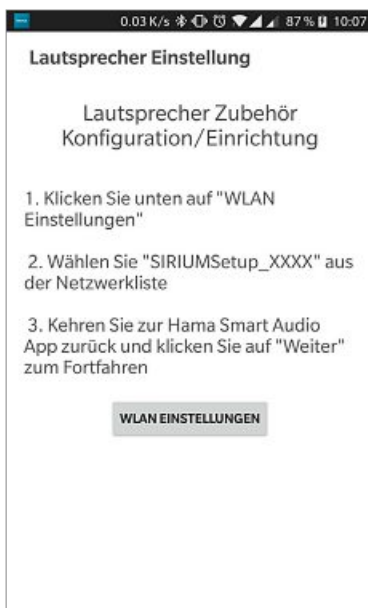 0.03 K/s 87% 10:07
Lautsprecher Einstellung
Lautsprecher Zubehör
Konfiguration/Einrichtung
1. Klicken Sie unten auf "WLAN
Einstellungen"
2. Wählen Sie "SIRIUMSetup_XXXX" aus
der Netzwerkliste
3. Kehren Sie zur Hama Smart Audio
App zurück und klicken Sie auf "Weiter"
zum Fortfahren
WLAN EINSTELLUNGEN